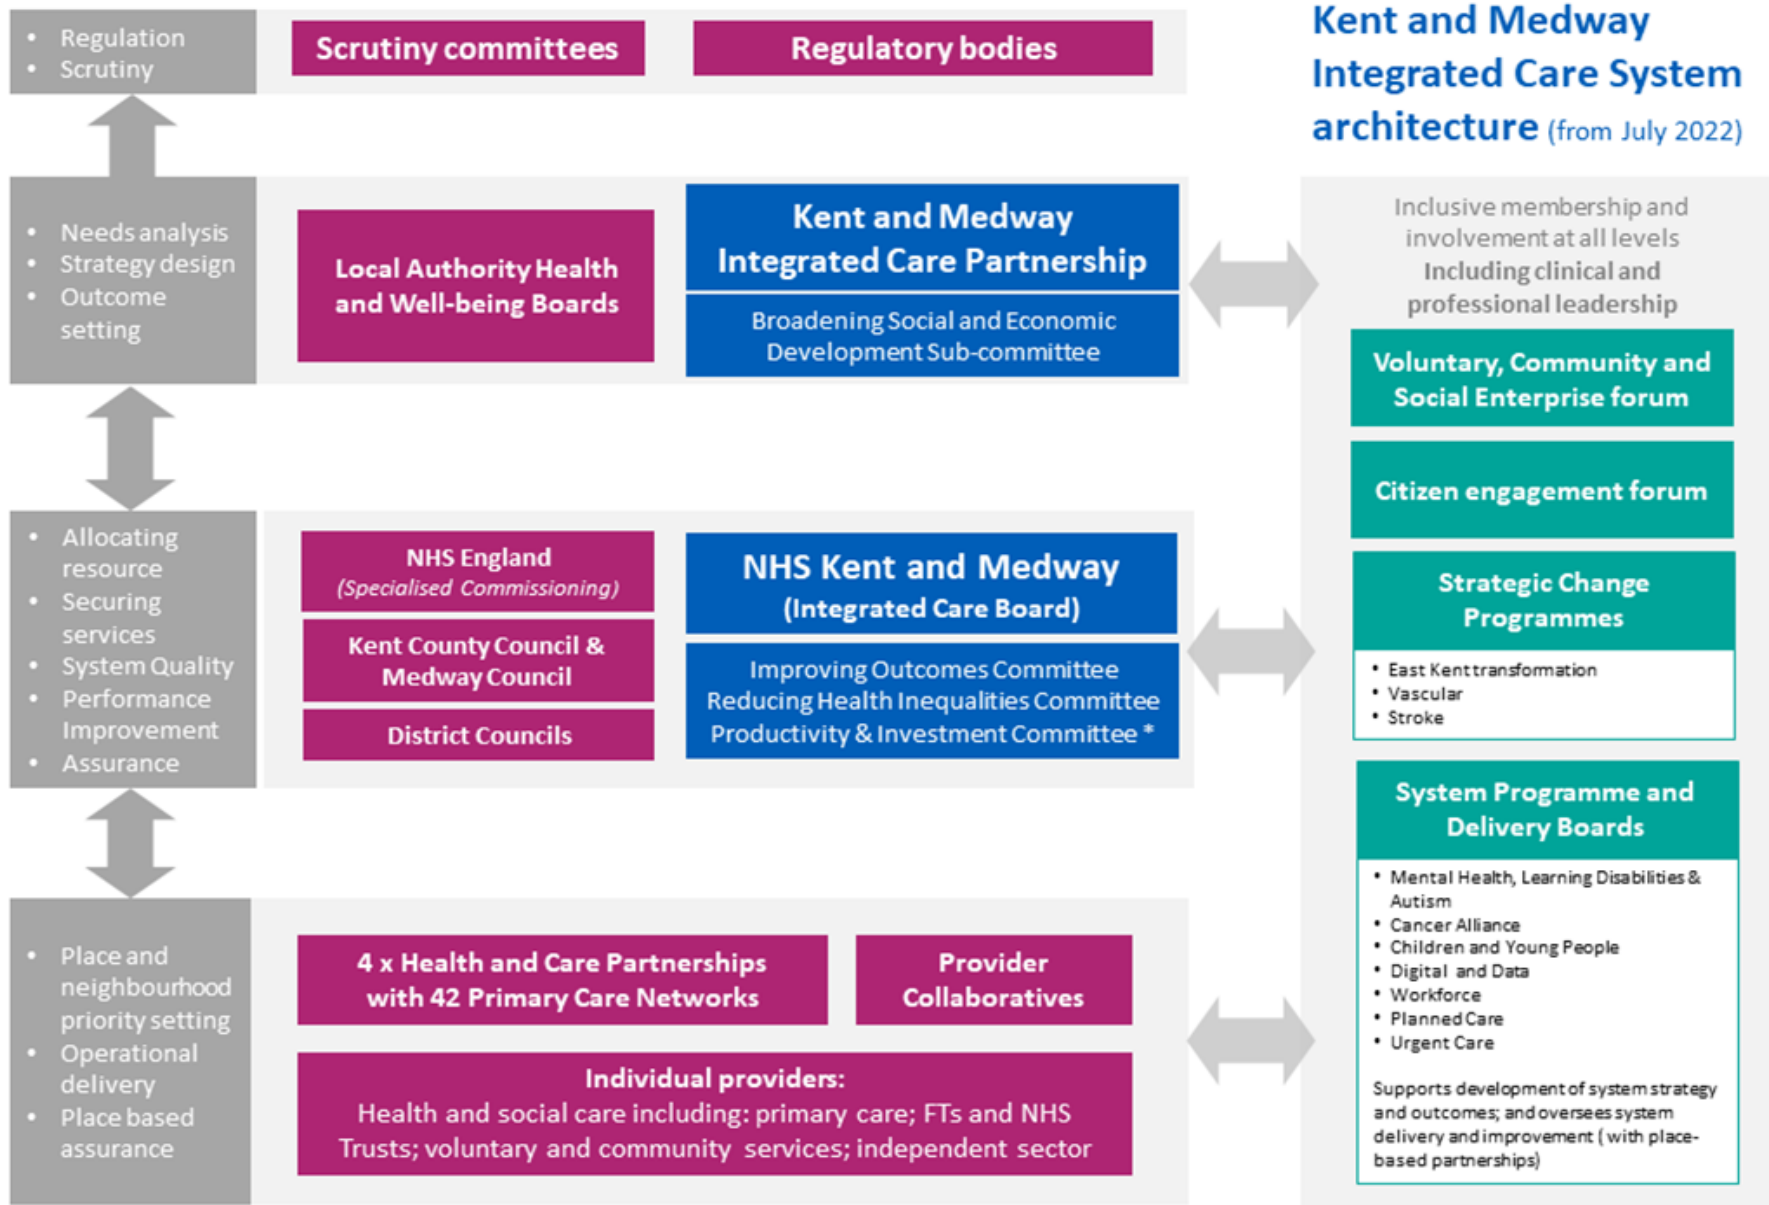 Kent and Medway
Integrated Care System
architecture (from July 2022)
• Regulation
• Scrutiny
Scrutiny committees
Regulatory bodies
• Needs analysis
• Strategy design
• Outcome
setting
Local Authority Health
and Well-being Boards
Kent and Medway
Integrated Care Partnership
Broadening Social and Economic
Development Sub-committee
• Allocating
resource
• Securing
services
• System Quality
• Performance
Improvement
• Assurance
NHS England
(Specialised Commissioning)
Kent County Council &
Medway Council
District Councils
NHS Kent and Medway
(Integrated Care Board)
Improving Outcomes Committee
Reducing Health Inequalities Committee
Productivity & Investment Committee *
• Place and
neighbourhood
priority setting
• Operational
delivery
• Place based
assurance
4 x Health and Care Partnerships
with 42 Primary Care Networks
Provider
Collaboratives
Individual providers:
Health and social care including: primary care; FTs and NHS
Trusts; voluntary and community services; independent sector
Inclusive membership and
involvement at all levels
Including clinical and
professional leadership
Voluntary, Community and
Social Enterprise forum
Citizen engagement forum
Strategic Change
Programmes
• East Kent transformation
• Vascular
• Stroke
System Programme and
Delivery Boards
• Mental Health, Learning Disabilities &
Autism
• Cancer Alliance
• Children and Young People
• Digital and Data
• Workforce
• Planned Care
• Urgent Care
Supports development of system strategy
and outcomes; and oversees system
delivery and improvement ( with place-
based partnerships)